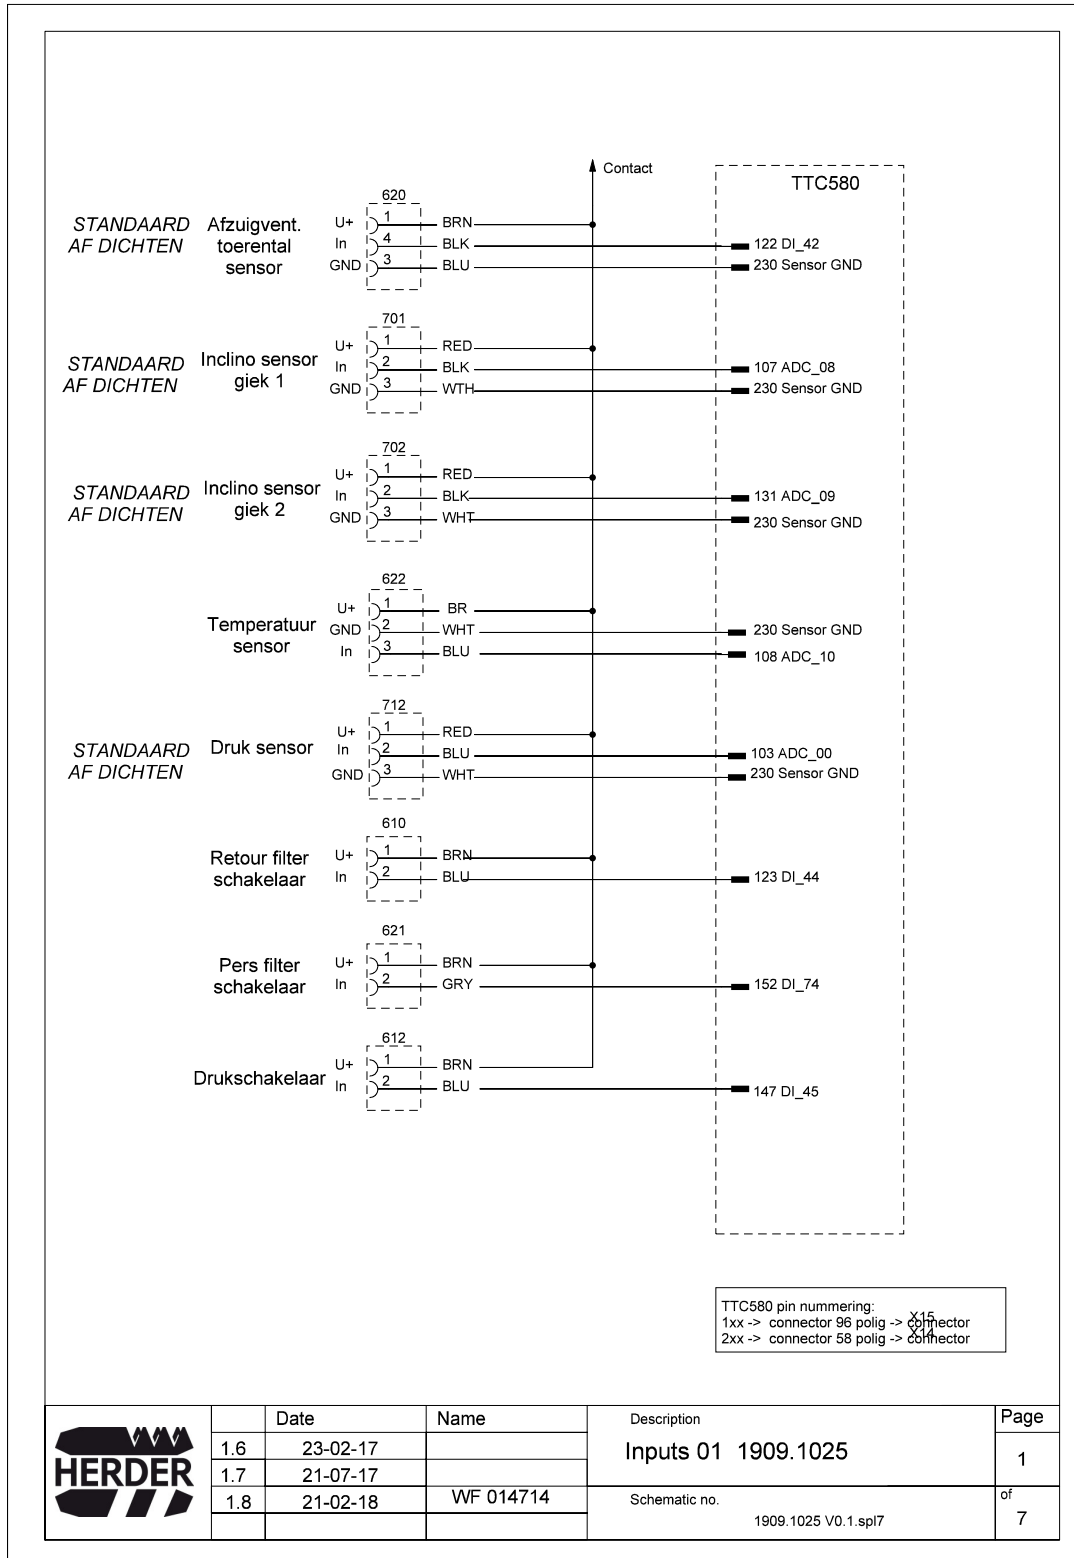 Contact
TTC580
620
STANDAARD
AF DICHTEN
Afzuigvent.
toerental
sensor
U+ 1 BRN
In 4 BLK 122 DI_42
GND 3 BLU 230 Sensor GND
701
STANDAARD
AF DICHTEN
Inclino sensor
giek 1
U+ 1 RED
In 2 BLK 107 ADC_08
GND 3 WTH 230 Sensor GND
702
STANDAARD
AF DICHTEN
Inclino sensor
giek 2
U+ 1 RED
In 2 BLK 131 ADC_09
GND 3 WHT 230 Sensor GND
622
Temperatuur
sensor
U+ 1 BR
GND 2 WHT 230 Sensor GND
In 3 BLU 108 ADC_10
712
STANDAARD
AF DICHTEN
Druk sensor
U+ 1 RED
In 2 BLU 103 ADC_00
GND 3 WHT 230 Sensor GND
610
Retour filter
schakelaar
U+ 1 BRN
In 2 BLU 123 DI_44
621
Pers filter
schakelaar
U+ 1 BRN
In 2 GRY 152 DI_74
612
Drukschakelaar
U+ 1 BRN
In 2 BLU 147 DI_45
TTC580 pin nummering:
X15
1xx -> connector 96 polig -> connector
X14
2xx -> connector 58 polig -> connector
HERDER
Date Name Description Page
1.6 23-02-17 Inputs 01 1909.1025 1
1.7 21-07-17
1.8 21-02-18 WF 014714 Schematic no. of
1909.1025 V0.1.spl7 7